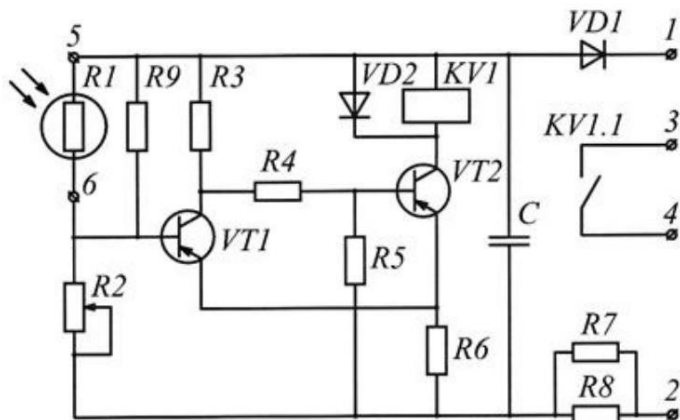 VD1 1
5
R1 R9 R3 VD2 KV1
KV1.1 3
R4 VT2
6
C 4
VT1 R5
R2
R6 R7
R8 2